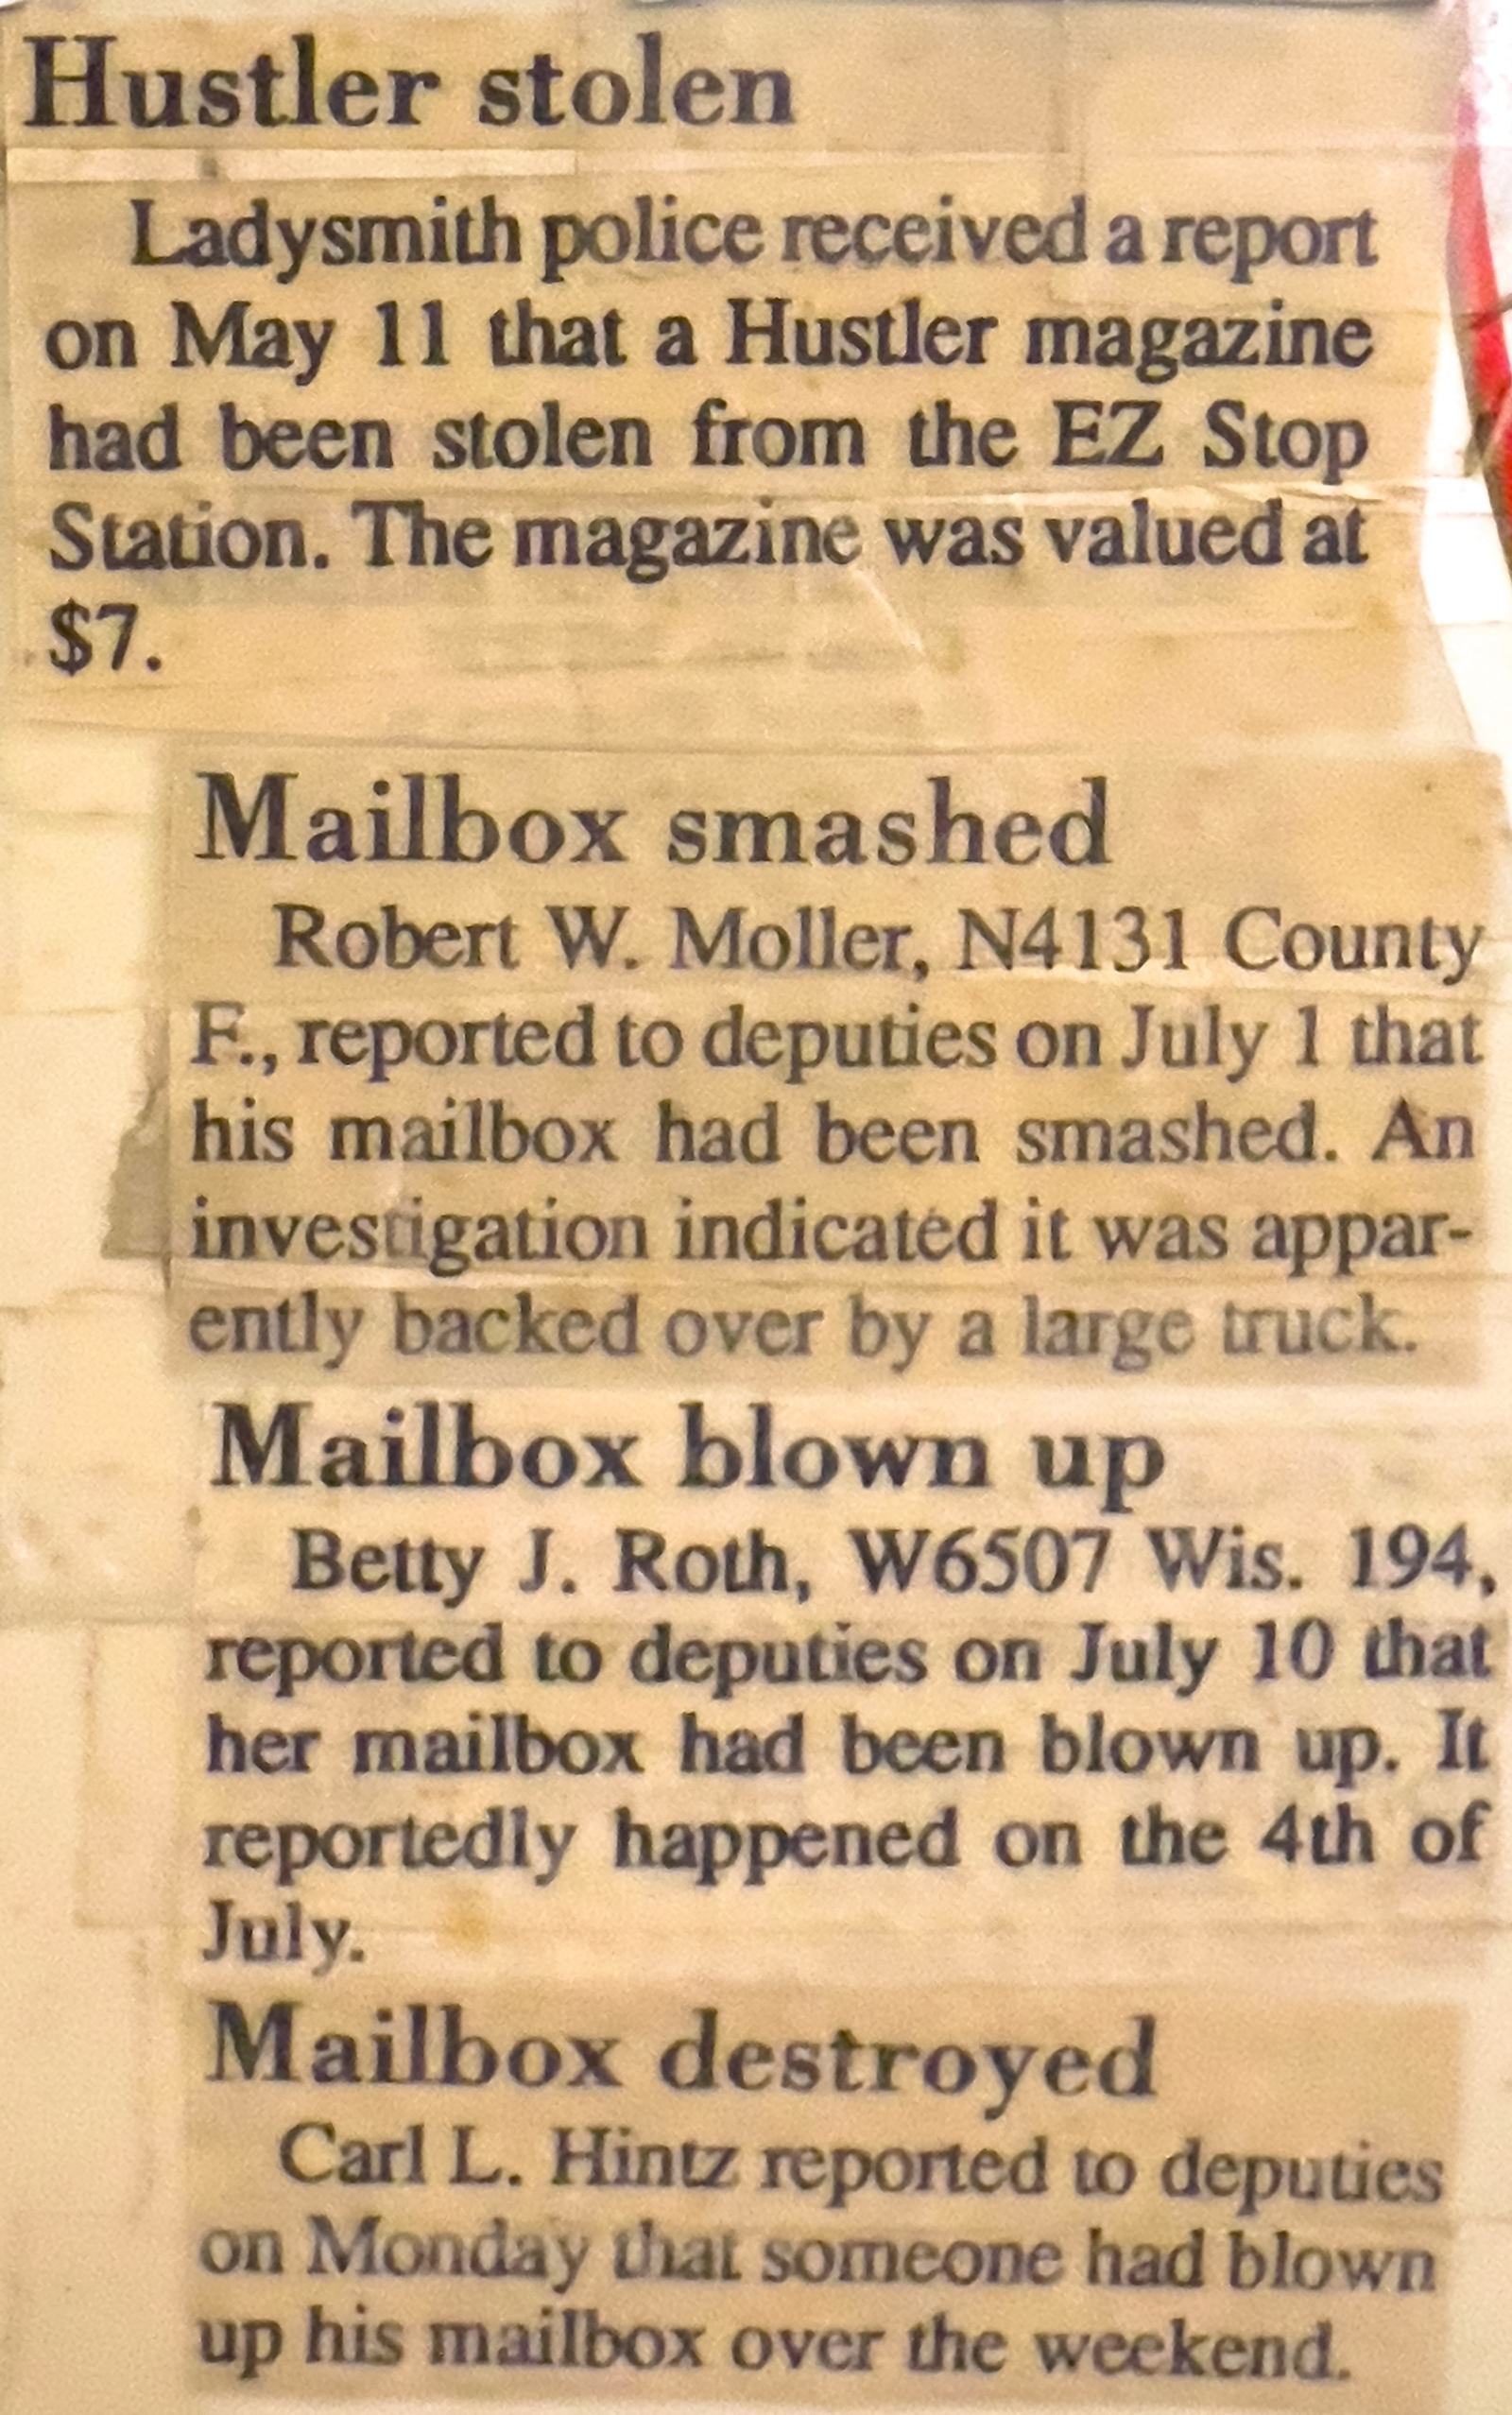 Hustler stolen
Ladysmith police received a report
on May 11 that a Hustler magazine
had been stolen from the EZ Stop
Station. The magazine was valued at
$7.
Mailbox smashed
Robert W. Moller, N4131 County
F., reported to deputies on July 1 that
his mailbox had been smashed. An
investigation indicated it was appar-
ently backed over by a large truck.
Mailbox blown up
Betty J. Roth, W6507 Wis. 194,
reported to deputies on July 10 that
her mailbox had been blown up. It
reportedly happened on the 4th of
July.
Mailbox destroyed
Carl L. Hintz reported to deputies
on Monday that someone had blown
up his mailbox over the weekend.